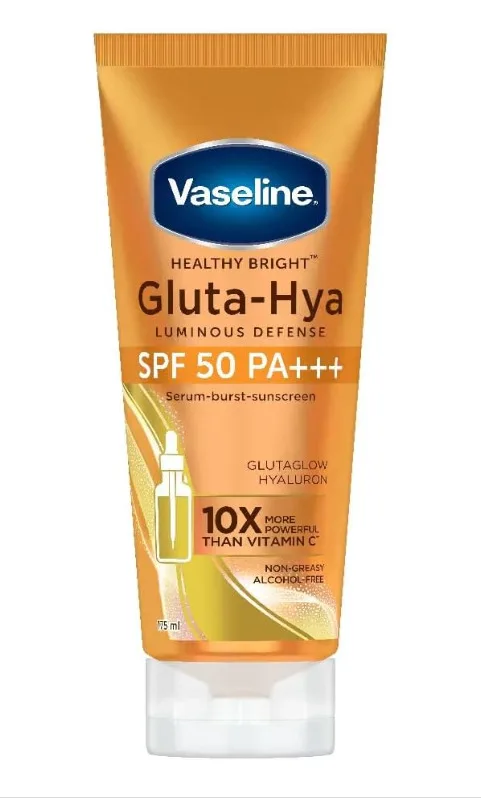 Vaseline®
HEALTHY BRIGHT™
Gluta-Hya
LUMINOUS DEFENSE
SPF 50 PA+++
Serum-burst-sunscreen
GLUTAGLOW
HYALURON
10X MORE
POWERFUL
THAN VITAMIN C
NON-GREASY
ALCOHOL-FREE
175 ml